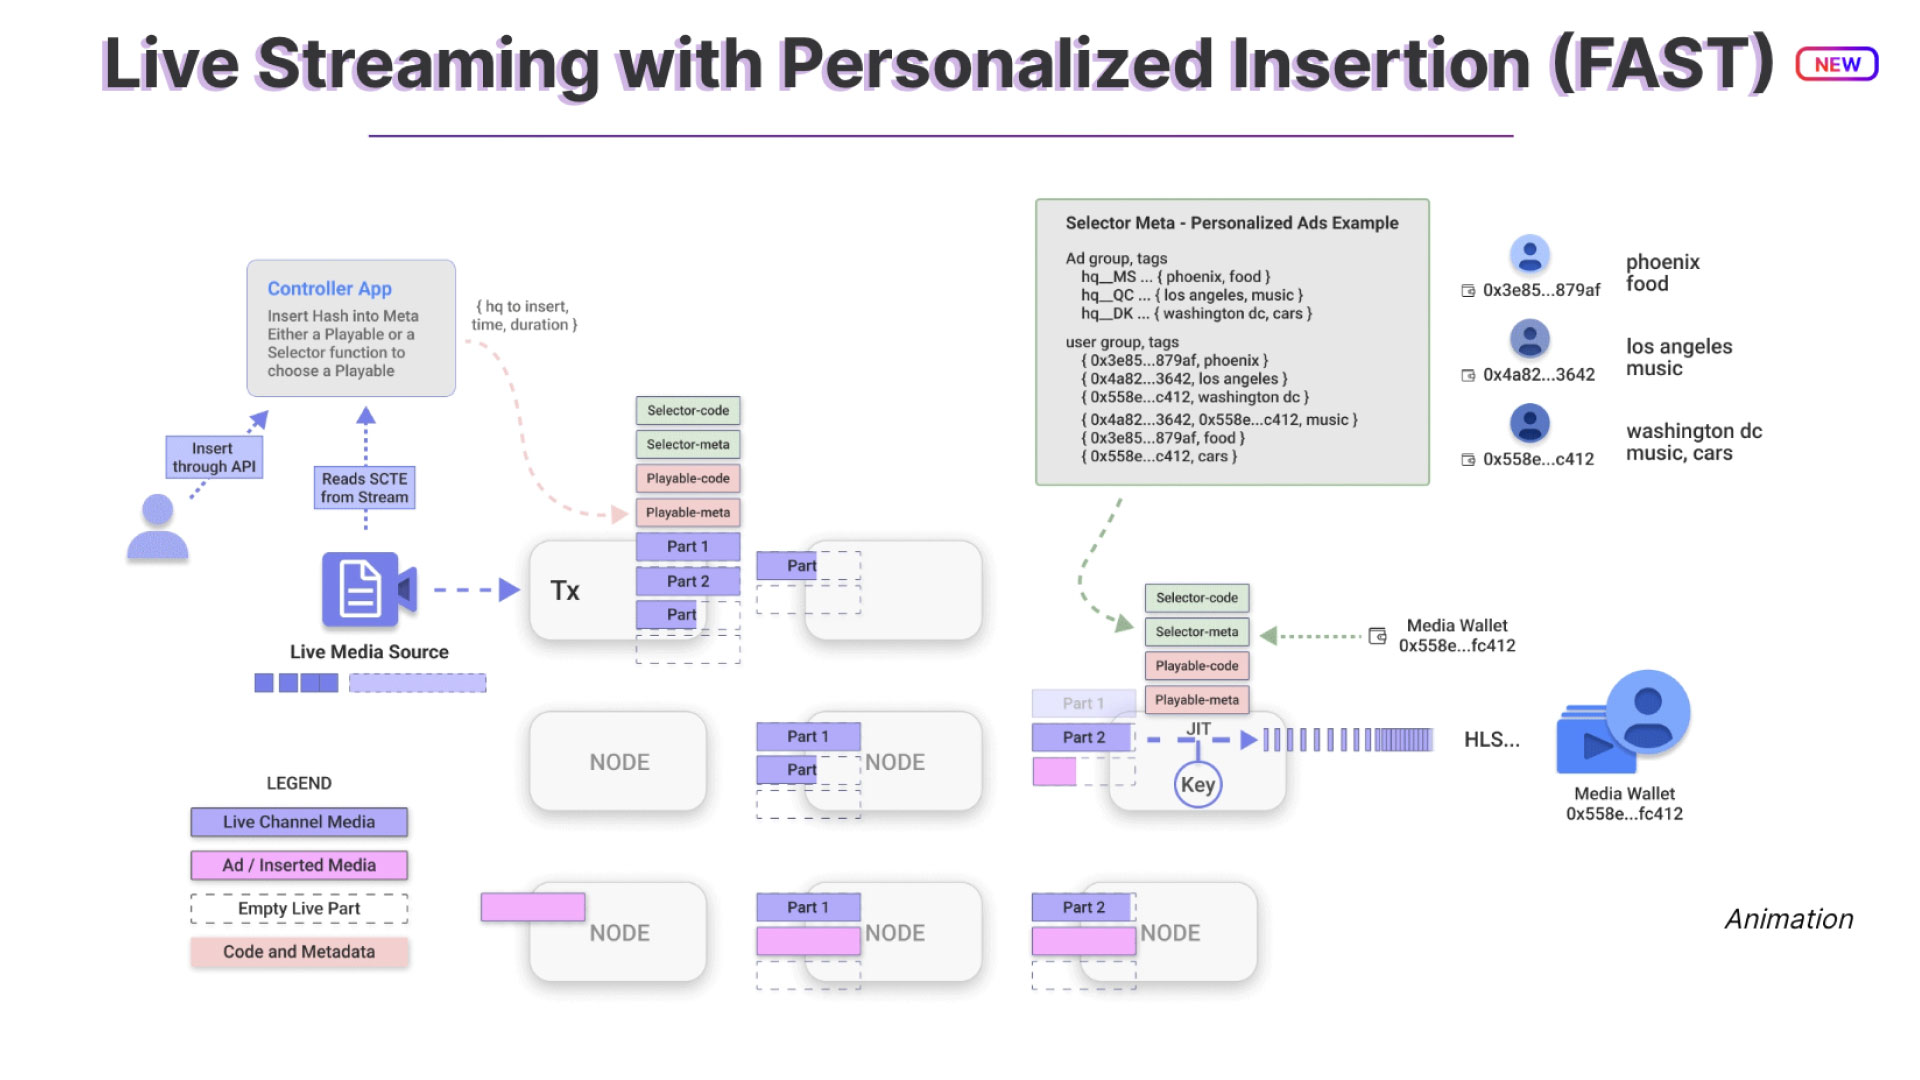 Live Streaming with Personalized Insertion (FAST)
NEW
Controller App
Insert Hash into Meta
Either a Playable or a
Selector function to
choose a Playable
{ hq to insert,
time, duration }
Insert
through API
Reads SCTE
from Stream
Live Media Source
Selector-code
Selector-meta
Playable-code
Playable-meta
Part 1
Part 2
Part
Tx
Part
Selector Meta - Personalized Ads Example
Ad group, tags
hq__MS ... { phoenix, food }
hq__QC ... { los angeles, music }
hq__DK ... { washington dc, cars }
user group, tags
{ 0x3e85...879af, phoenix }
{ 0x4a82...3642, los angeles }
{ 0x558e...c412, washington dc }
{ 0x4a82...3642, 0x558e...c412, music }
{ 0x3e85...879af, food }
{ 0x558e...c412, cars }
0x3e85...879af
phoenix
food
0x4a82...3642
los angeles
music
0x558e...c412
washington dc
music, cars
Selector-code
Selector-meta
Playable-code
Playable-meta
Media Wallet
0x558e...fc412
NODE
Part 1
Part
NODE
Part 1
Part 2
JIT
Key
HLS...
Media Wallet
0x558e...fc412
LEGEND
Live Channel Media
Ad / Inserted Media
Empty Live Part
Code and Metadata
NODE
Part 1
NODE
Part 2
NODE
Animation